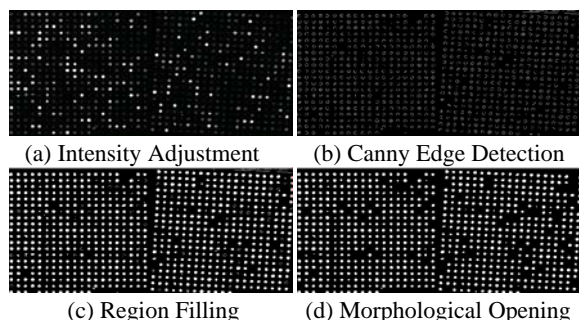 (a) Intensity Adjustment
(b) Canny Edge Detection
(c) Region Filling
(d) Morphological Opening